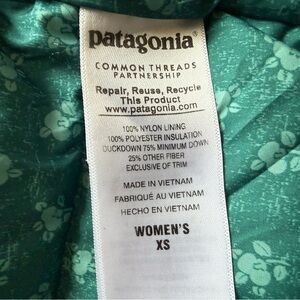 patagonia®
COMMON THREADS
PARTNERSHIP
Repair, Reuse, Recycle
This Product
www.patagonia.com
100% NYLON LINING
100% POLYESTER INSULATION
DUCKDOWN 75% MINIMUM DOWN
25% OTHER FIBER
EXCLUSIVE OF TRIM
MADE IN VIETNAM
FABRIQUÉ AU VIETNAM
HECHO EN VIETNAM
WOMEN'S
XS